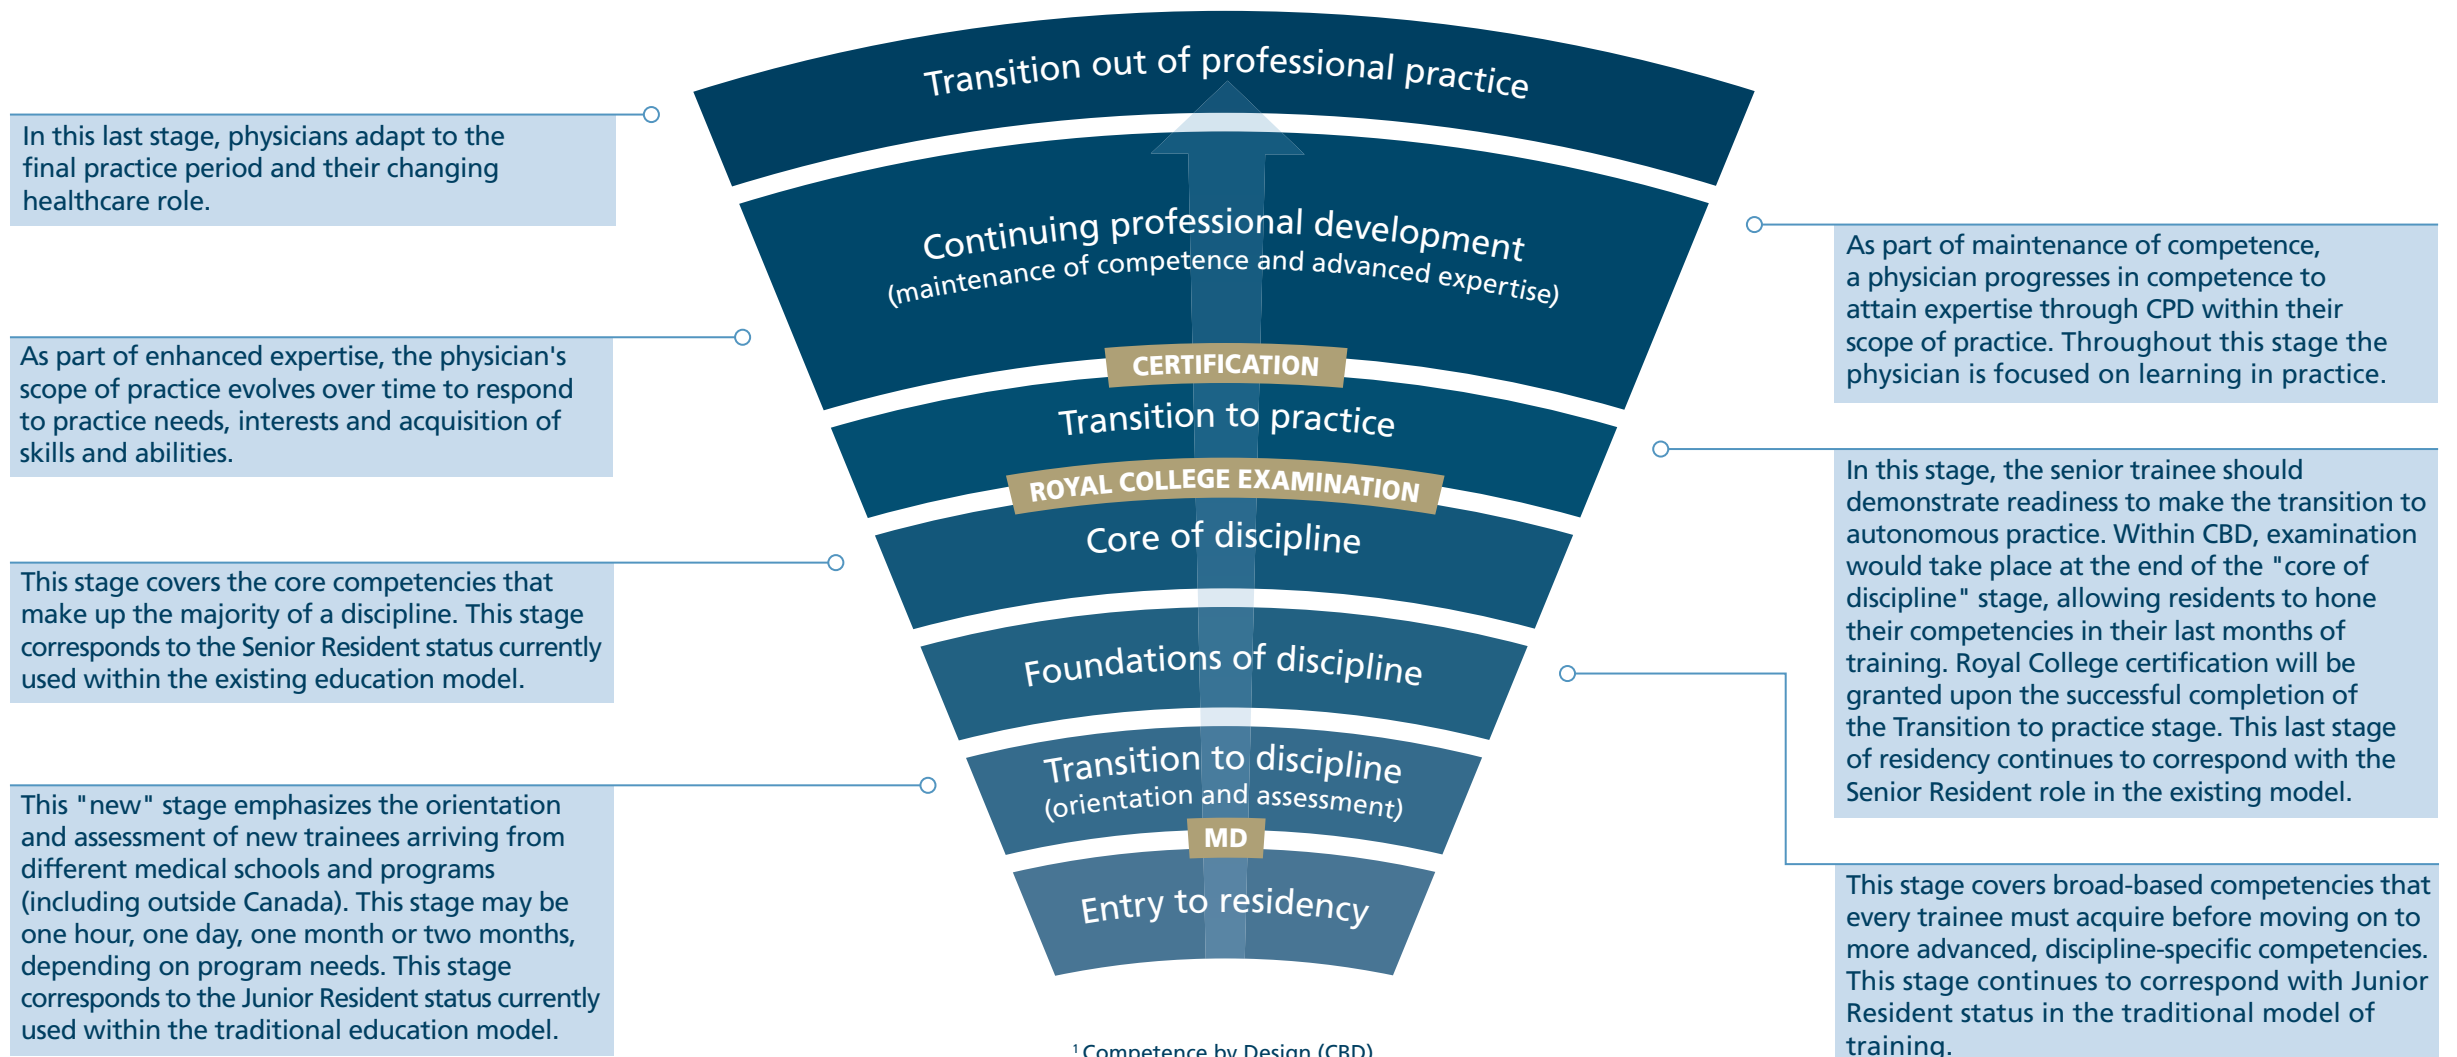 Transition out of professional practice
In this last stage, physicians adapt to the
final practice period and their changing
healthcare role.
Continuing professional development
(maintenance of competence and advanced expertise)
As part of maintenance of competence,
a physician progresses in competence to
attain expertise through CPD within their
scope of practice. Throughout this stage the
physician is focused on learning in practice.
As part of enhanced expertise, the physician's
scope of practice evolves over time to respond
to practice needs, interests and acquisition of
skills and abilities.
CERTIFICATION
Transition to practice
In this stage, the senior trainee should
demonstrate readiness to make the transition to
autonomous practice. Within CBD, examination
would take place at the end of the "core of
discipline" stage, allowing residents to hone
their competencies in their last months of
training. Royal College certification will be
granted upon the successful completion of
the Transition to practice stage. This last stage
of residency continues to correspond with the
Senior Resident role in the existing model.
ROYAL COLLEGE EXAMINATION
Core of discipline
This stage covers the core competencies that
make up the majority of a discipline. This stage
corresponds to the Senior Resident status currently
used within the existing education model.
Foundations of discipline
This stage covers broad-based competencies that
every trainee must acquire before moving on to
more advanced, discipline-specific competencies.
This stage continues to correspond with Junior
Resident status in the traditional model of
training.
Transition to discipline
(orientation and assessment)
This "new" stage emphasizes the orientation
and assessment of new trainees arriving from
different medical schools and programs
(including outside Canada). This stage may be
one hour, one day, one month or two months,
depending on program needs. This stage
corresponds to the Junior Resident status currently
used within the traditional education model.
MD
Entry to residency
¹ Competence by Design (CBD)